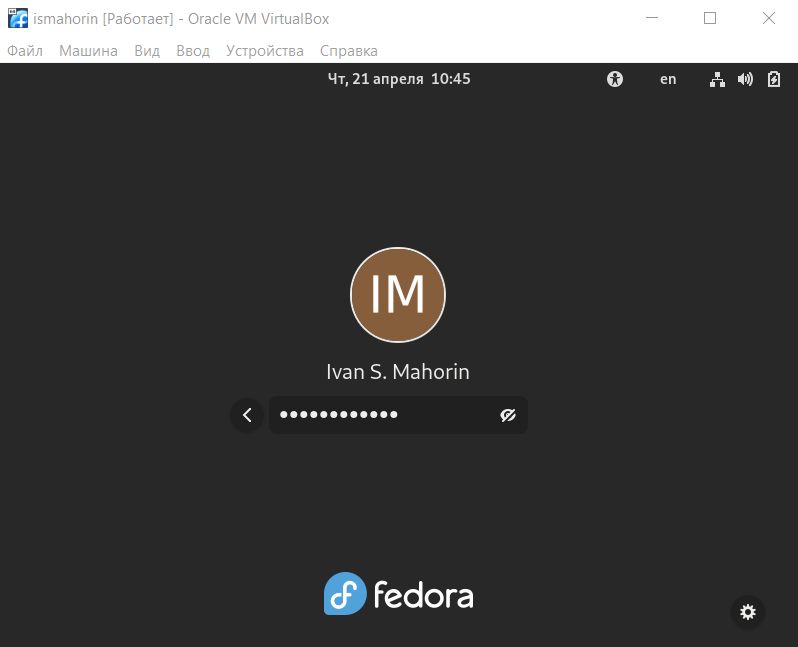 ismahorin [Работает] - Oracle VM VirtualBox
Файл Машина Вид Ввод Устройства Справка
Чт, 21 апреля 10:45 en
IM
Ivan S. Mahorin
fedora